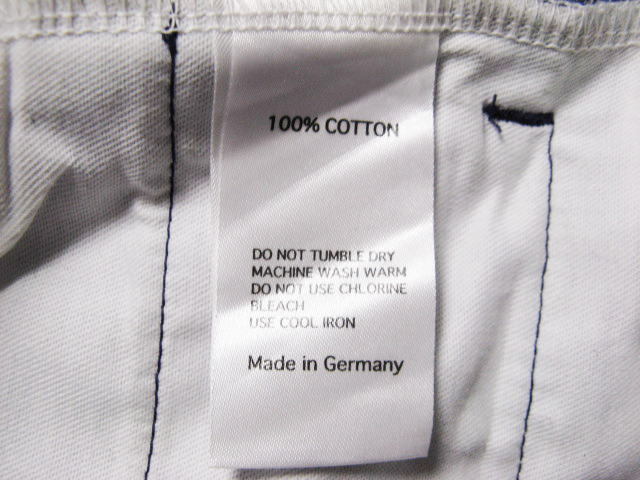 100% COTTON
DO NOT TUMBLE DRY
MACHINE WASH WARM
DO NOT USE CHLORINE
BLEACH
USE COOL IRON
Made in Germany